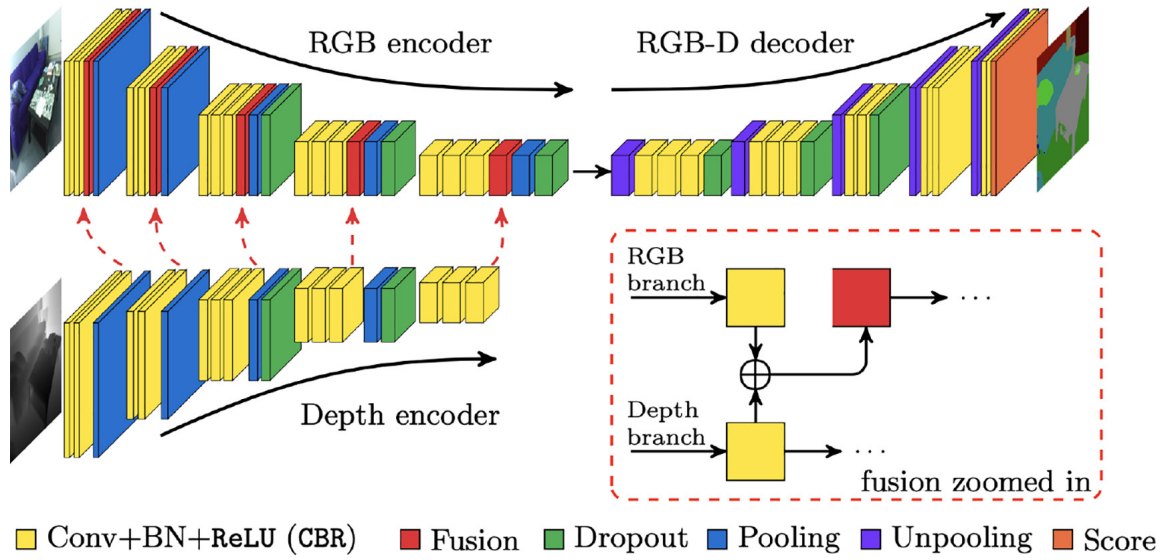 RGB encoder
RGB-D decoder
Depth encoder
RGB
branch
Depth
branch
fusion zoomed in
Conv+BN+ReLU (CBR)
Fusion
Dropout
Pooling
Unpooling
Score